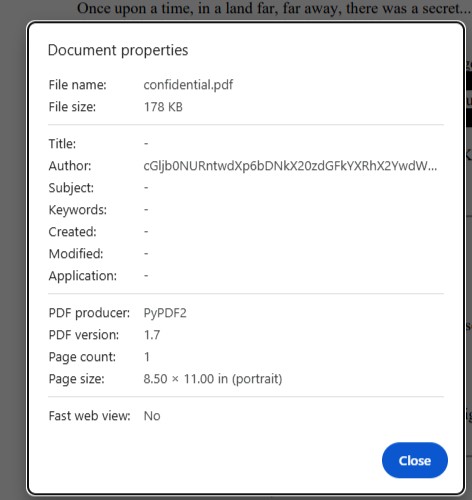 Once upon a time, in a land far, far away, there was a secret...
Document properties
File name: confidential.pdf
File size: 178 KB
Title: -
Author: cGljb0NURntwdXp6bDNkX20zdGFkYXRhX2YwdW...
Subject: -
Keywords: -
Created: -
Modified: -
Application: -
PDF producer: PyPDF2
PDF version: 1.7
Page count: 1
Page size: 8.50 × 11.00 in (portrait)
Fast web view: No
Close